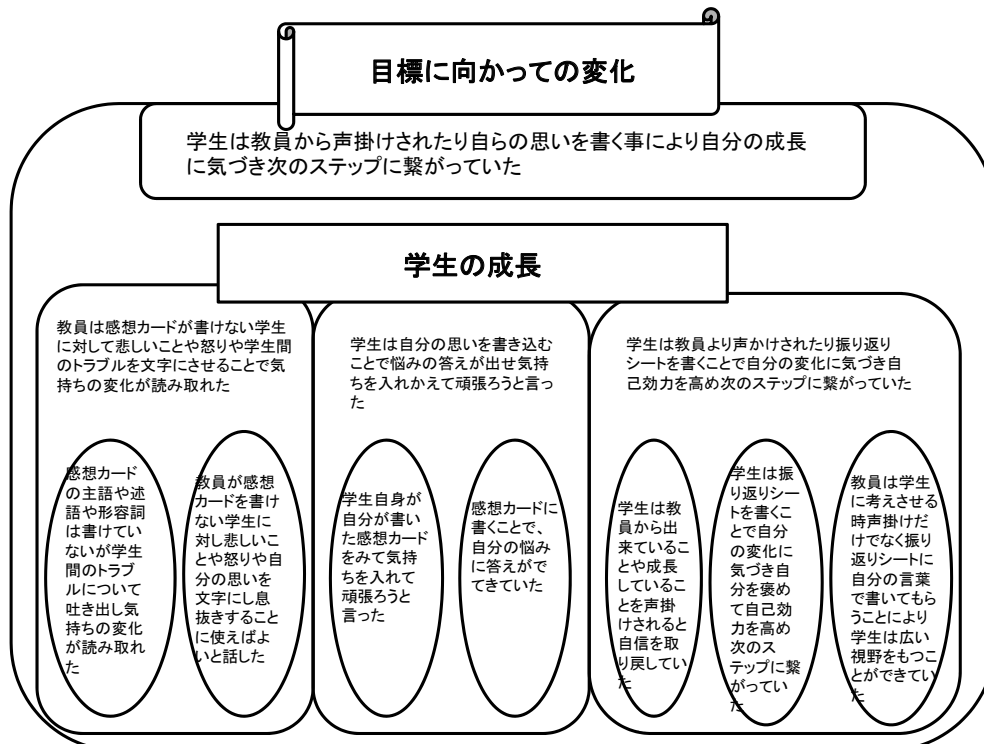 目標に向かっての変化
学生は教員から声掛けされたり自らの思いを書く事により自分の成長
に気づき次のステップに繋がっていた
学生の成長
教員は感想カードが書けない学生
に対して悲しいことや怒りや学生間
のトラブルを文字にさせることで気
持ちの変化が読み取れた
学生は自分の思いを書き込む
ことで悩みの答えが出せ気持
ちを入れかえて頑張ろうと言っ
た
学生は教員より声かけされたり振り返り
シートを書くことで自分の変化に気づき自
己効力を高め次のステップに繋がっていた
感想カード
の主語や述
語や形容詞
は書けてい
ないが学生
間のトラブ
ルについて
吐き出し気
持ちの変化
が読み取れ
た
教員が感想
カードを書け
ない学生に
対し悲しいこ
とや怒りや自
分の思いを
文字にし息
抜きすること
に使えばよ
いと話した
学生自身が
自分が書い
た感想カード
をみて気持
ちを入れて
頑張ろうと
言った
感想カードに
書くことで、
自分の悩み
に答えがで
てきていた
学生は教
員から出
来ているこ
とや成長
しているこ
とを声掛
けされると
自信を取
り戻してい
た
学生は振
り返りシー
トを書くこ
とで自分
の変化に
気づき自
分を褒め
て自己効
力を高め
次のス
テップに繋
がってい
た
教員は学生
に考えさせる
時声掛けだ
けでなく振り
返りシートに
自分の言葉
で書いてもら
うことにより
学生は広い
視野をもつこ
とができてい
た